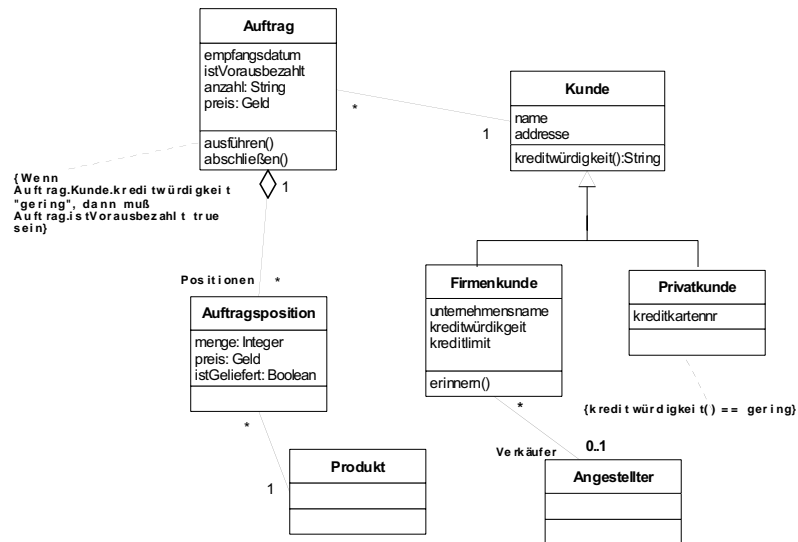 Auftrag
empfangsdatum
istVorausbezahlt
anzahl: String
preis: Geld
ausführen()
abschließen()
*
1
Kunde
name
addresse
kreditwürdigkeit():String
{Wenn
Auftrag.Kunde.kreditwürdigkeit
"gering", dann muß
Auftrag.istVorausbezahlt true
sein}
1
Positionen *
Auftragsposition
menge: Integer
preis: Geld
istGeliefert: Boolean
*
1
Produkt
Firmenkunde
unternehmensname
kreditwürdikgeit
kreditlimit
erinnern()
Privatkunde
kreditkartennr
{kreditwürdigkeit() == gering}
*
Verkäufer
0..1
Angestellter